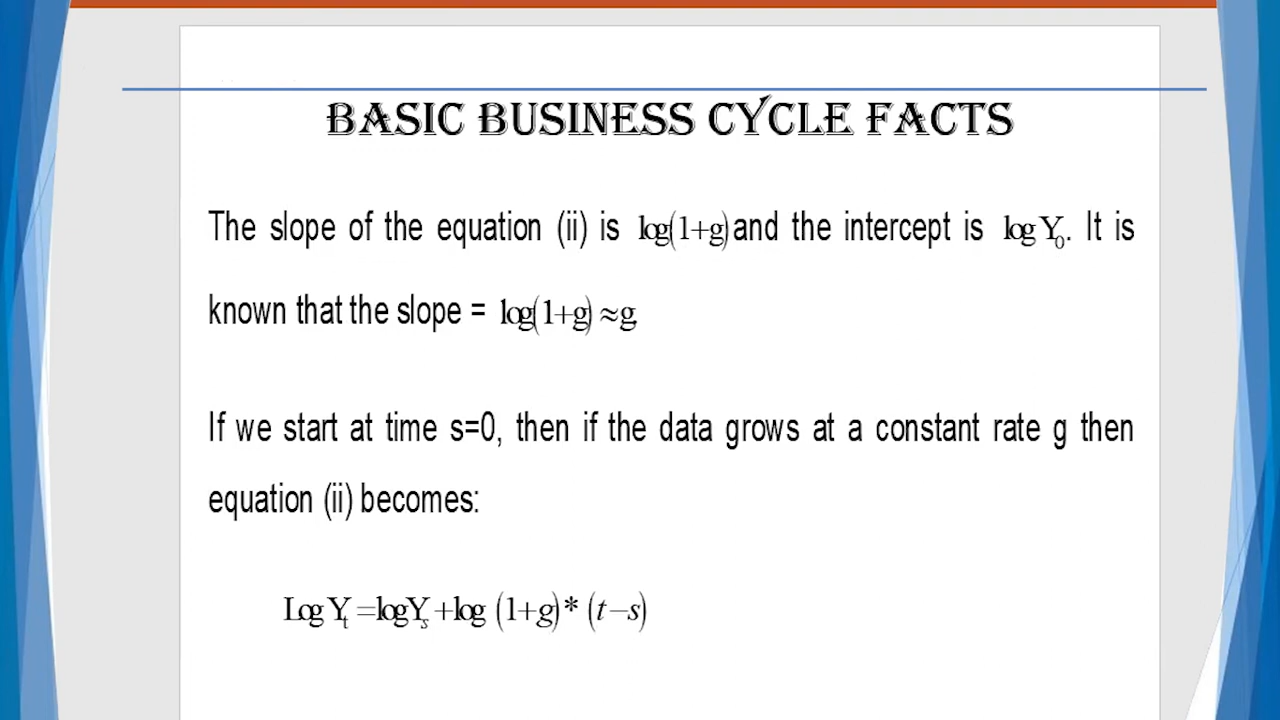 BASIC BUSINESS CYCLE FACTS
The slope of the equation (ii) is log(1+g) and the intercept is log Y₀. It is
known that the slope = log(1+g) ≈ g.
If we start at time s=0, then if the data grows at a constant rate g then
equation (ii) becomes:
Log Yₜ = log Yₛ + log (1+g) * (t−s)